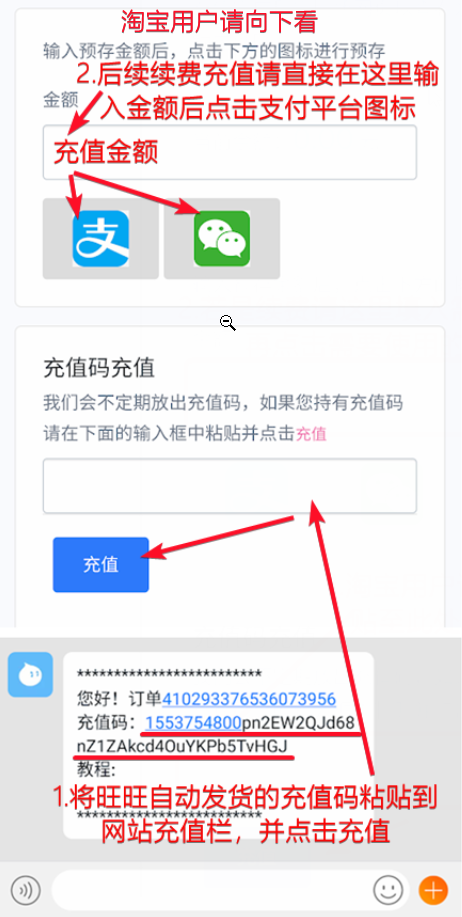 淘宝用户请向下看
输入预存金额后，点击下方的图标进行预存
2.后续续费充值请直接在这里输
入金额后点击支付平台图标
金额
充值金额
支
充值码充值
我们会不定期放出充值码，如果您持有充值码
请在下面的输入框中粘贴并点击充值
充值
*************************
您好！订单410293376536073956
充值码：1553754800pn2EW2QJd68
nZ1ZAkcd4OuYKPb5TvHGJ
教程:
1.将旺旺自动发货的充值码粘贴到
*************************
网站充值栏，并点击充值